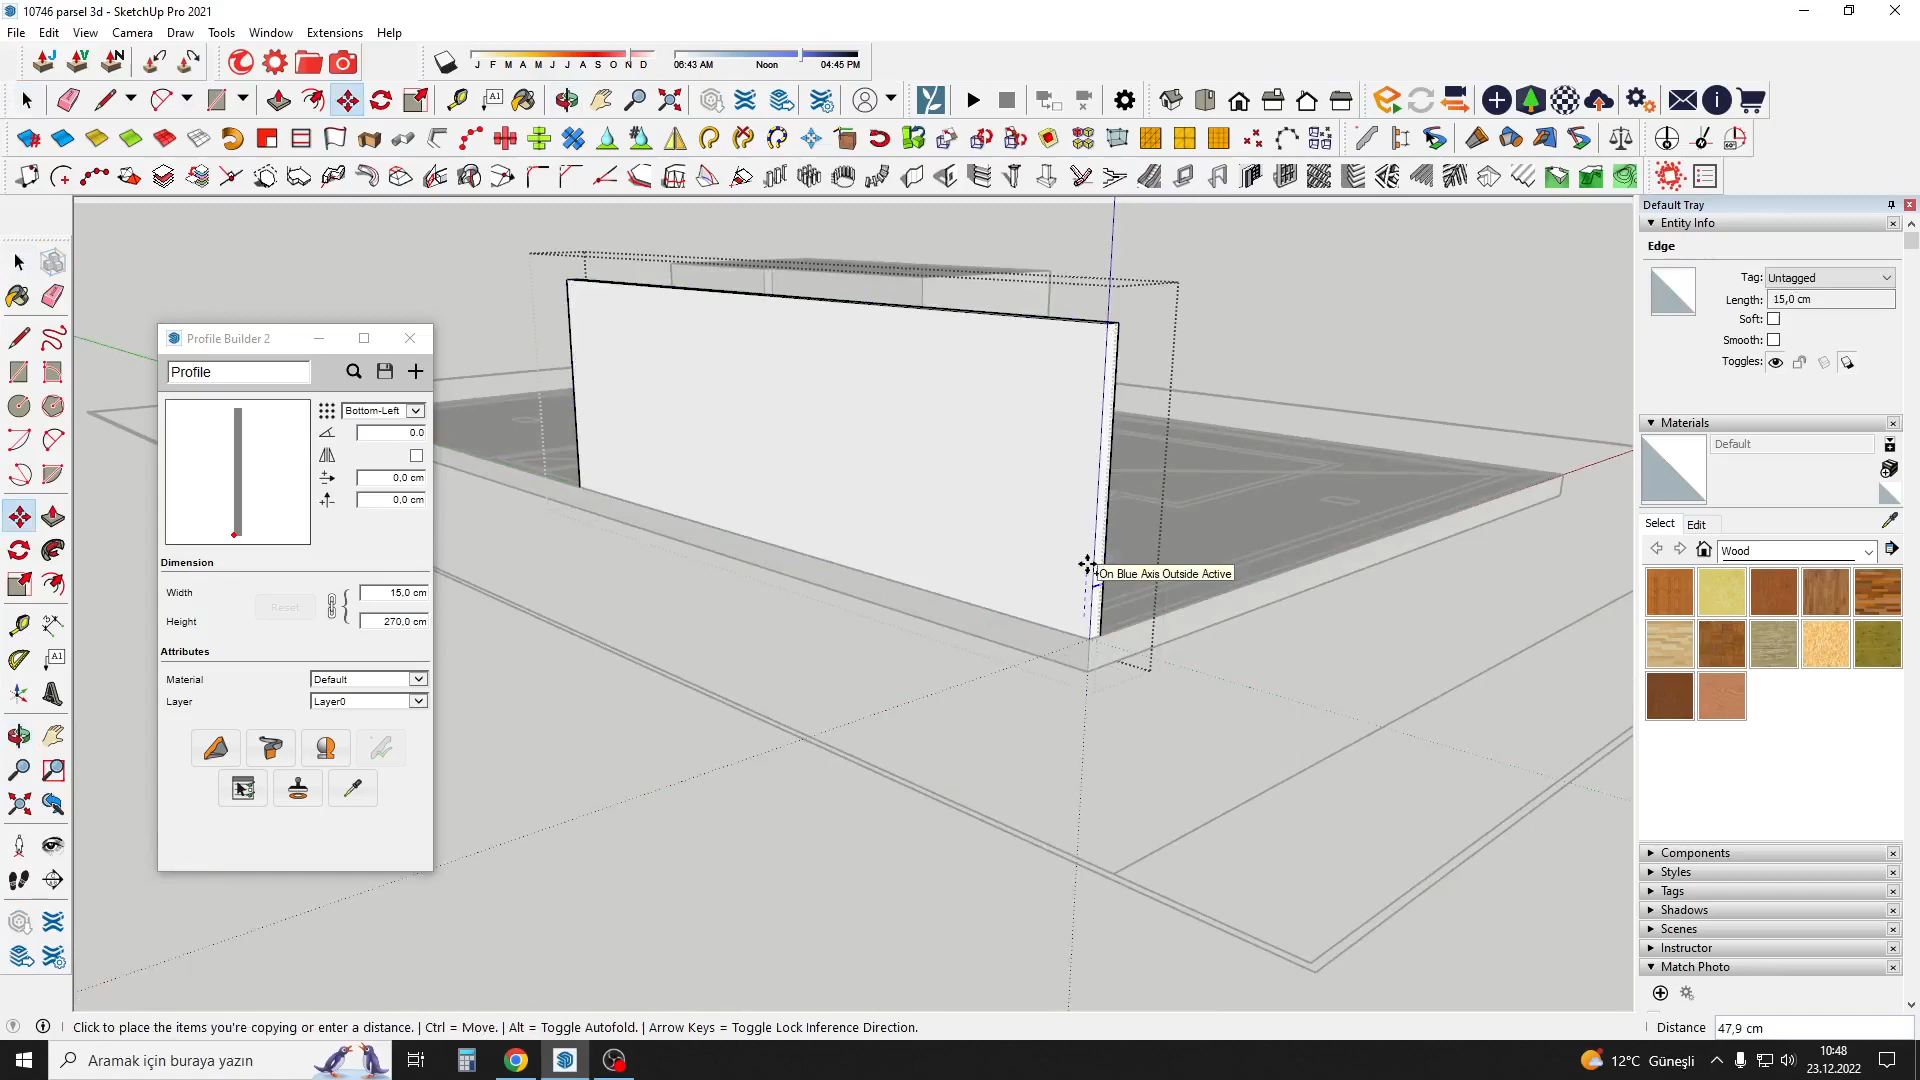 10746 parsel 3d - SketchUp Pro 2021
File Edit View Camera Draw Tools Window Extensions Help
J F M A M J J A S O N D
06:43 AM Noon 04:45 PM
A1
Default Tray
Entity Info
Edge
Tag: Untagged
Length: 15,0 cm
Soft:
Smooth:
Toggles:
Profile Builder 2
Profile
Bottom-Left
0.0
0,0 cm
0,0 cm
Dimension
Width 15,0 cm
Reset
Height 270,0 cm
Attributes
Material Default
Layer Layer0
On Blue Axis Outside Active
A1
Materials
Default
Select Edit
Wood
Components
Styles
Tags
Shadows
Scenes
Instructor
Match Photo
Click to place the items you're copying or enter a distance. | Ctrl = Move. | Alt = Toggle Autofold. | Arrow Keys = Toggle Lock Inference Direction.
Distance 47,9 cm
Aramak için buraya yazın
12°C Güneşli
10:48
23.12.2022